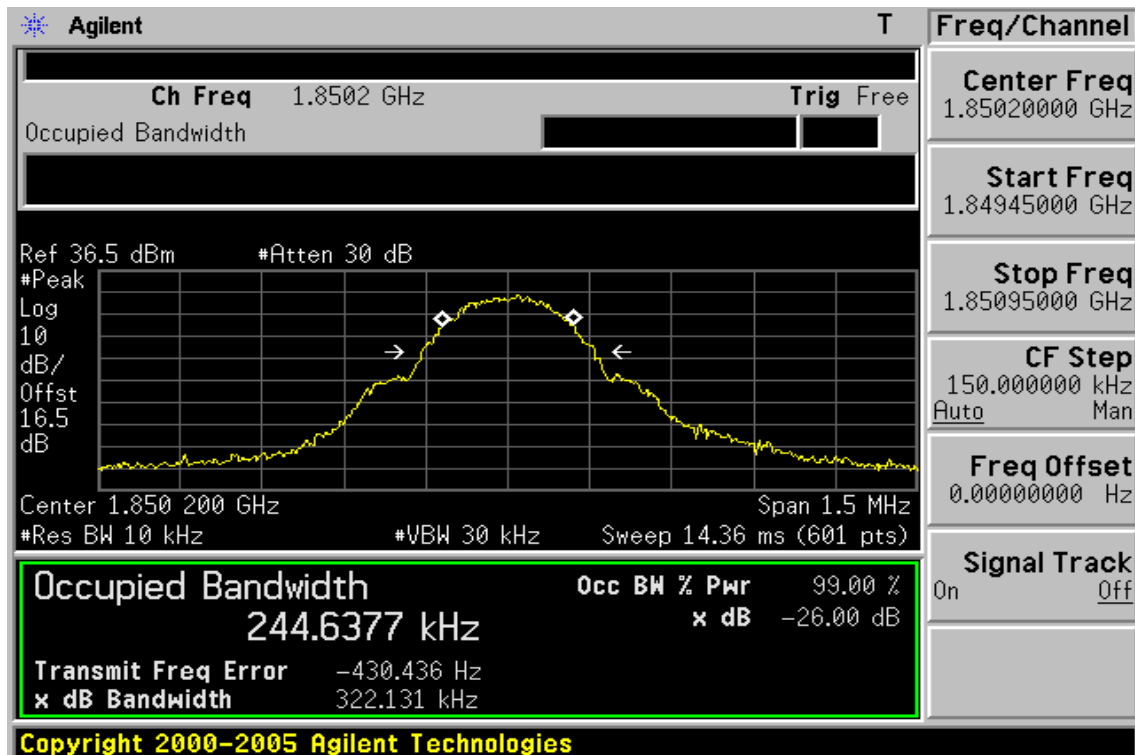 Agilent T
Ch Freq 1.8502 GHz Trig Free
Occupied Bandwidth
Ref 36.5 dBm #Atten 30 dB
#Peak
Log
10
dB/
Offst
16.5
dB
Center 1.850 200 GHz Span 1.5 MHz
#Res BW 10 kHz #VBW 30 kHz Sweep 14.36 ms (601 pts)
Occupied Bandwidth Occ BW % Pwr 99.00 %
244.6377 kHz x dB -26.00 dB
Transmit Freq Error -430.436 Hz
x dB Bandwidth 322.131 kHz
Copyright 2000-2005 Agilent Technologies
Freq/Channel
Center Freq
1.85020000 GHz
Start Freq
1.84945000 GHz
Stop Freq
1.85095000 GHz
CF Step
150.000000 kHz
Auto Man
Freq Offset
0.00000000 Hz
Signal Track
On Off